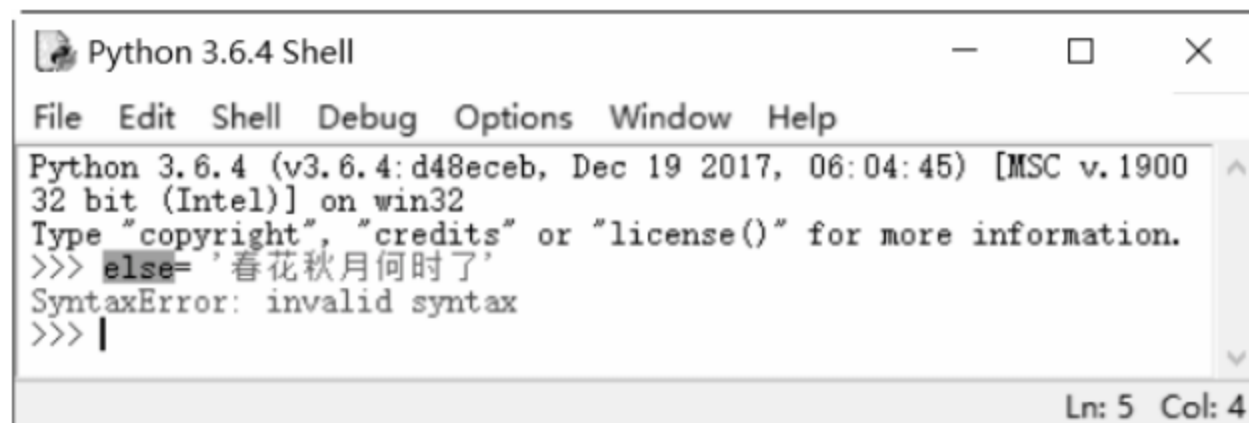 Python 3.6.4 Shell
File Edit Shell Debug Options Window Help
Python 3.6.4 (v3.6.4:d48eceb, Dec 19 2017, 06:04:45) [MSC v.1900
32 bit (Intel)] on win32
Type "copyright", "credits" or "license()" for more information.
>>> else= '春花秋月何时了'
SyntaxError: invalid syntax
>>>
Ln: 5 Col: 4